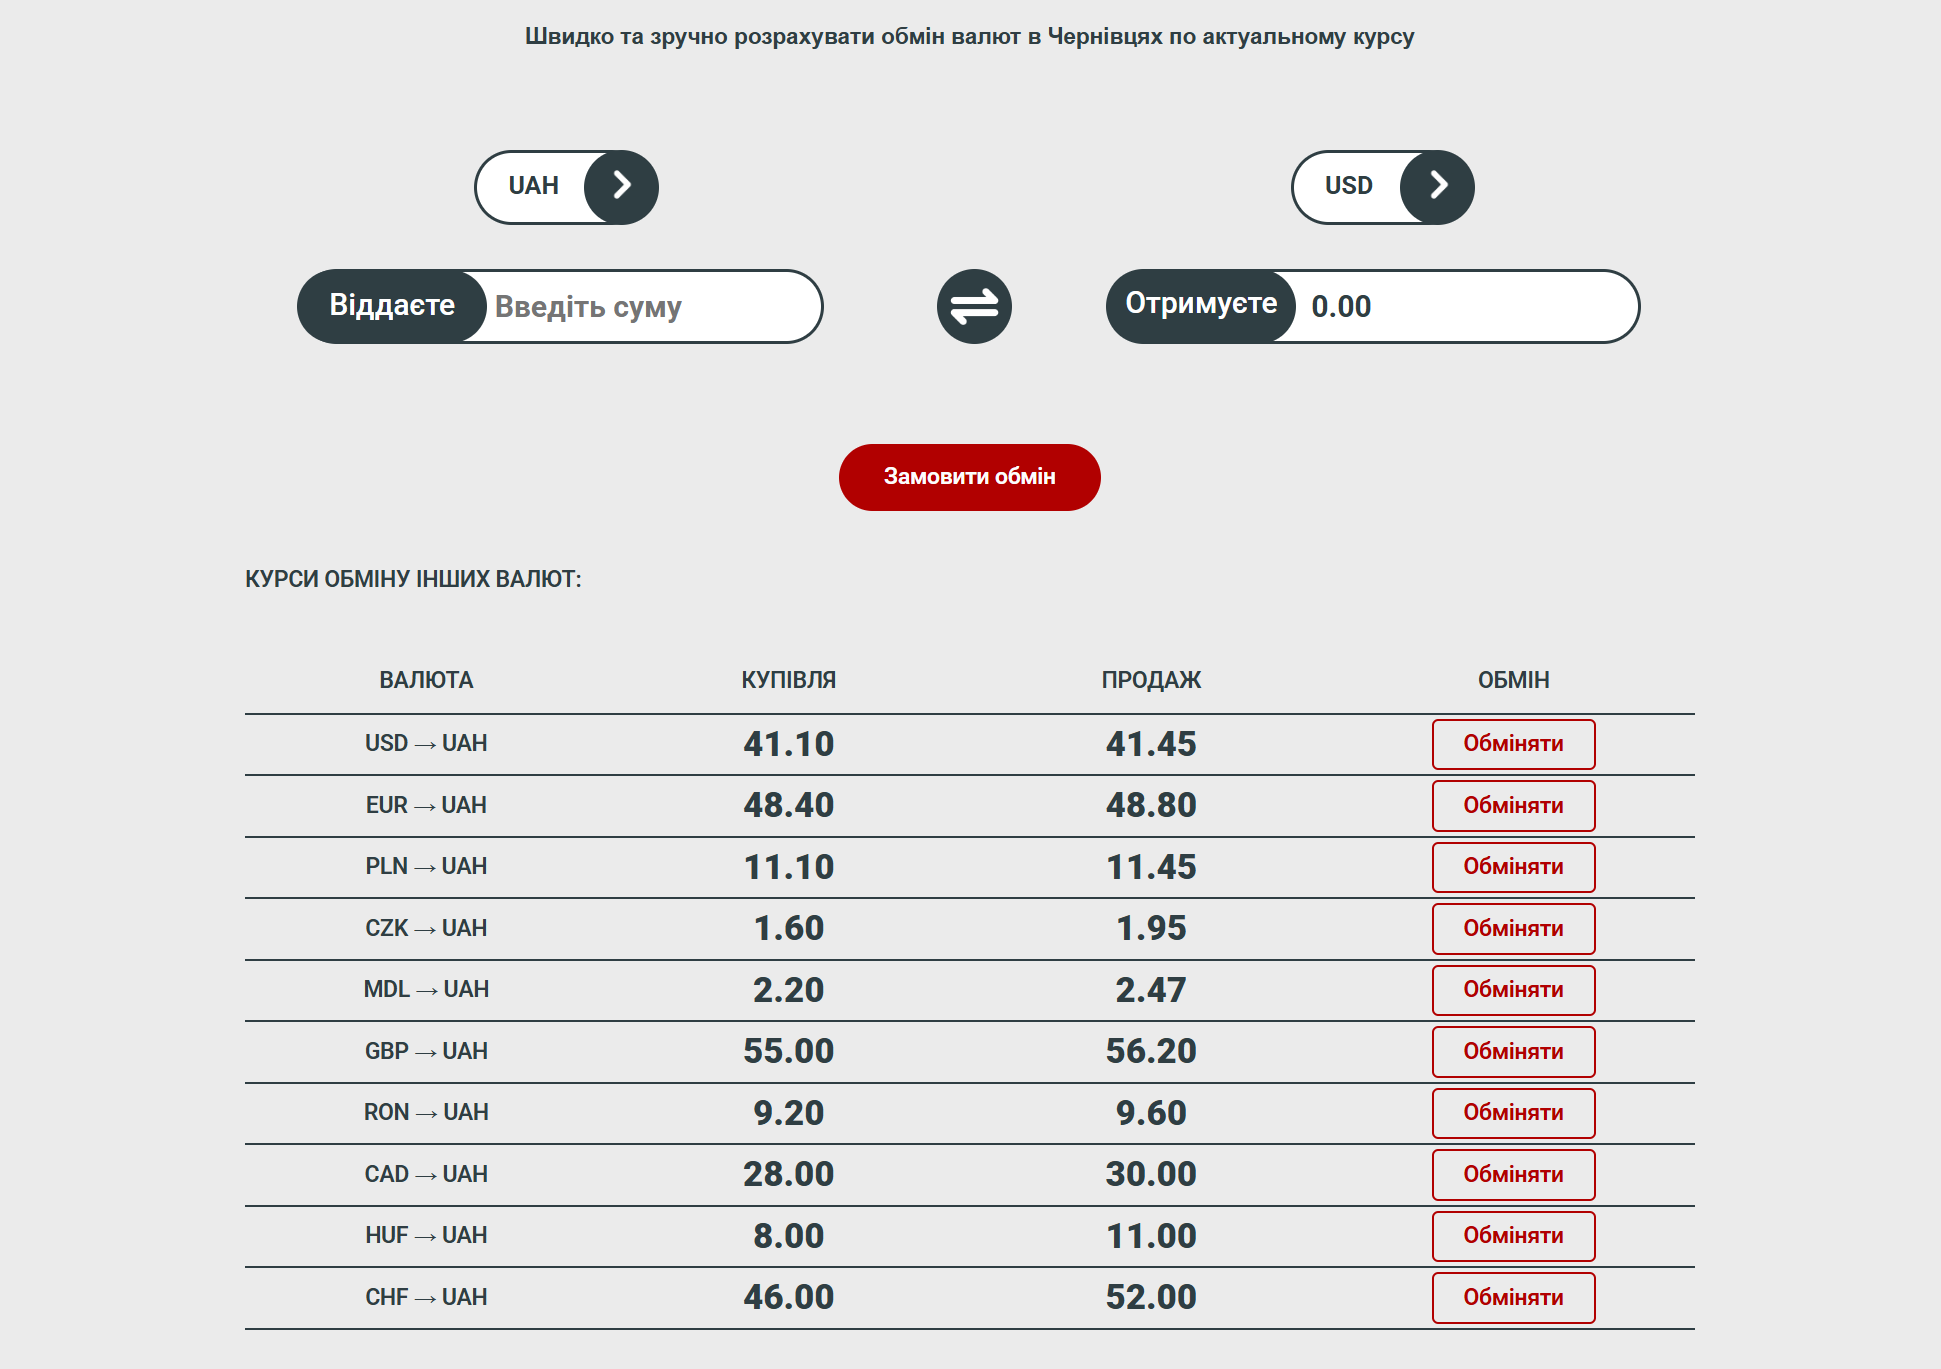 Швидко та зручно розрахувати обмін валют в Чернівцях по актуальному курсу
UAH
USD
Віддаєте Введіть суму
Отримуєте 0.00
Замовити обмін
КУРСИ ОБМІНУ ІНШИХ ВАЛЮТ:
ВАЛЮТА КУПІВЛЯ ПРОДАЖ ОБМІН
USD → UAH 41.10 41.45 Обміняти
EUR → UAH 48.40 48.80 Обміняти
PLN → UAH 11.10 11.45 Обміняти
CZK → UAH 1.60 1.95 Обміняти
MDL → UAH 2.20 2.47 Обміняти
GBP → UAH 55.00 56.20 Обміняти
RON → UAH 9.20 9.60 Обміняти
CAD → UAH 28.00 30.00 Обміняти
HUF → UAH 8.00 11.00 Обміняти
CHF → UAH 46.00 52.00 Обміняти